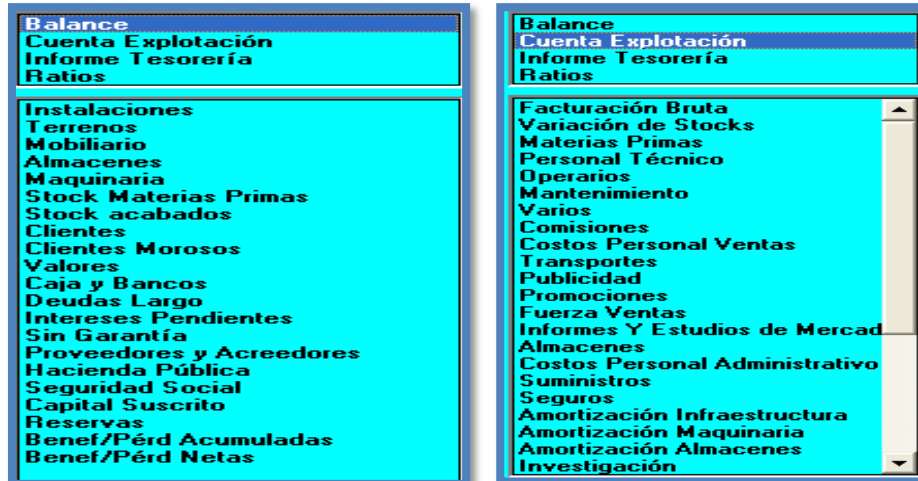 Balance
Cuenta Explotación
Informe Tesorería
Ratios
Instalaciones
Terrenos
Mobiliario
Almacenes
Maquinaria
Stock Materias Primas
Stock acabados
Clientes
Clientes Morosos
Valores
Caja y Bancos
Deudas Largo
Intereses Pendientes
Sin Garantía
Proveedores y Acreedores
Hacienda Pública
Seguridad Social
Capital Suscrito
Reservas
Benef/Pérd Acumuladas
Benef/Pérd Netas
Balance
Cuenta Explotación
Informe Tesorería
Ratios
Facturación Bruta
Variación de Stocks
Materias Primas
Personal Técnico
Operarios
Mantenimiento
Varios
Comisiones
Costos Personal Ventas
Transportes
Publicidad
Promociones
Fuerza Ventas
Informes Y Estudios de Mercad
Almacenes
Costos Personal Administrativo
Suministros
Seguros
Amortización Infraestructura
Amortización Maquinaria
Amortización Almacenes
Investigación